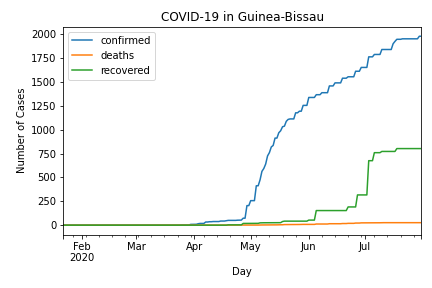 COVID-19 in Guinea-Bissau
confirmed
deaths
recovered
2000
1750
1500
1250
1000
750
500
250
0
Number of Cases
Feb
2020
Mar
Apr
May
Jun
Jul
Day